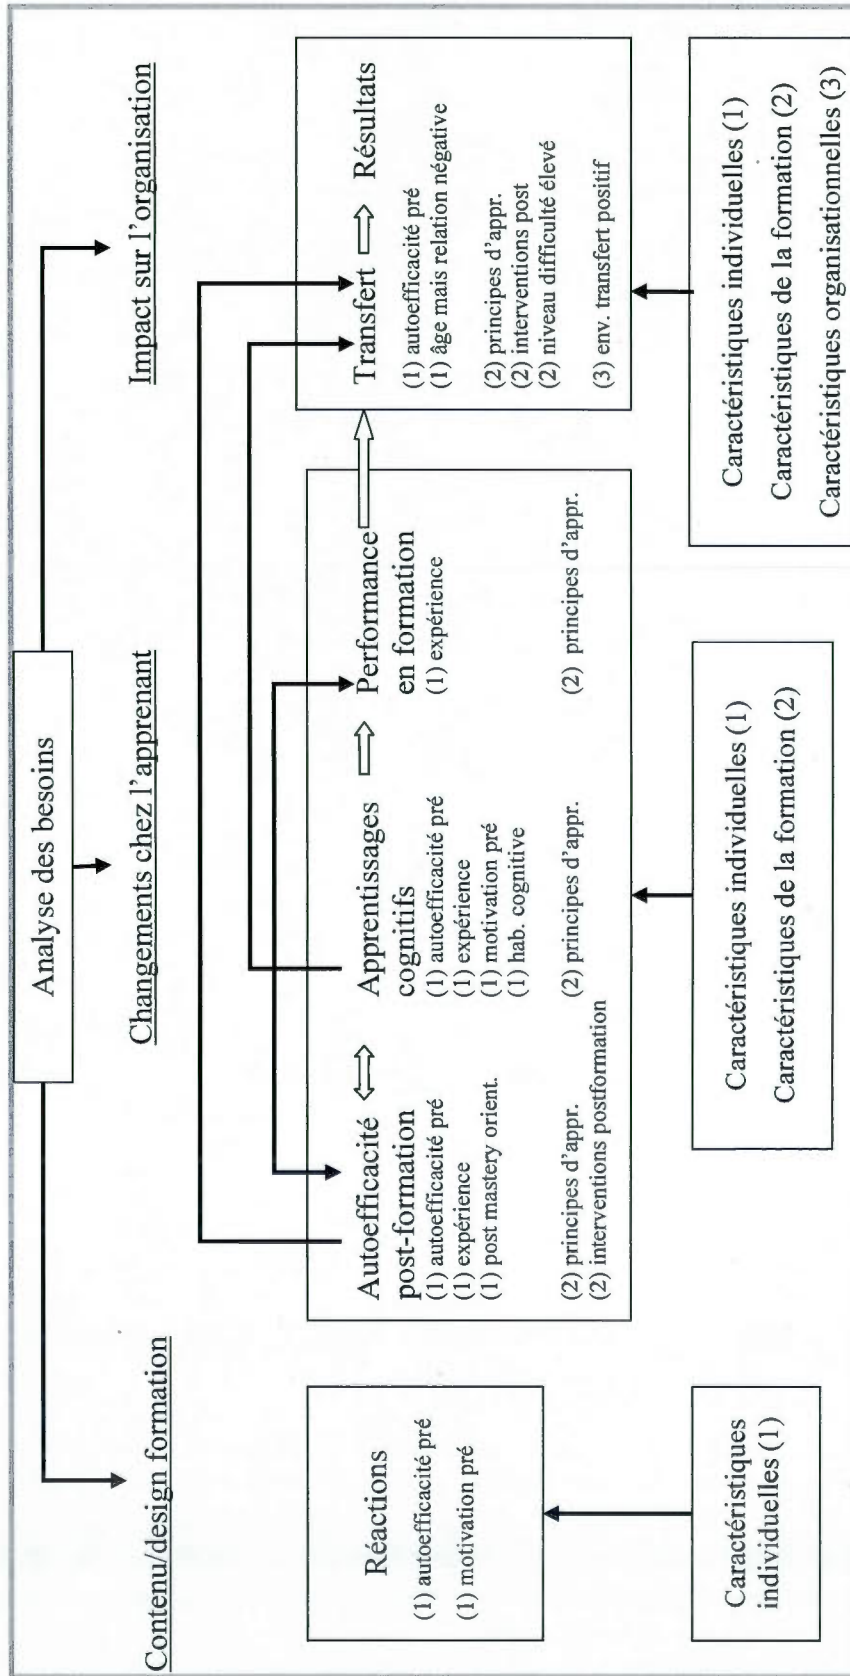 Analyse des besoins
Contenu/design formation
Changements chez l'apprenant
Impact sur l'organisation
Réactions
(1) autoefficacité pré
(1) motivation pré
Autoefficacité
post-formation
(1) autoefficacité pré
(1) expérience
(1) post mastery orient.
(2) principes d'appr.
(2) interventions postformation
Apprentissages
cognitifs
(1) autoefficacité pré
(1) expérience
(1) motivation pré
(1) hab. cognitive
(2) principes d'appr.
Performance
en formation
(1) expérience
(2) principes d'appr.
Transfert
Résultats
(1) autoefficacité pré
(1) âge mais relation négative
(2) principes d'appr.
(2) interventions post
(2) niveau difficulté élevé
(3) env. transfert positif
Caractéristiques
individuelles (1)
Caractéristiques individuelles (1)
Caractéristiques de la formation (2)
Caractéristiques individuelles (1)
Caractéristiques de la formation (2)
Caractéristiques organisationnelles (3)